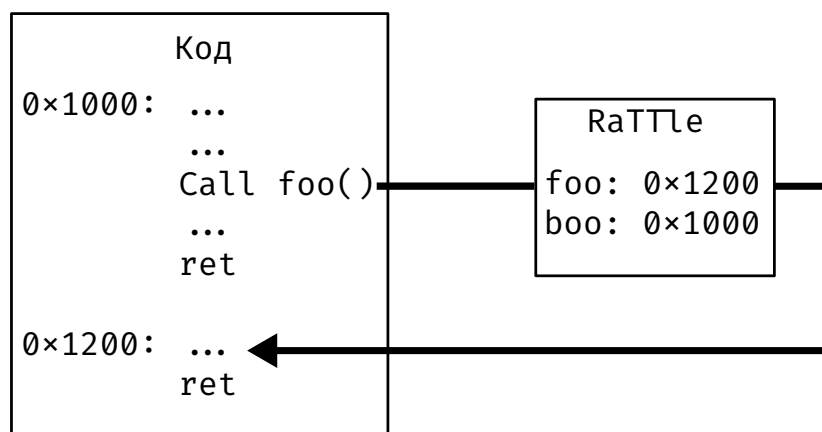 Код
0×1000: ...
...
Call foo()
...
ret
0×1200: ...
ret
RaTTle
foo: 0×1200
boo: 0×1000